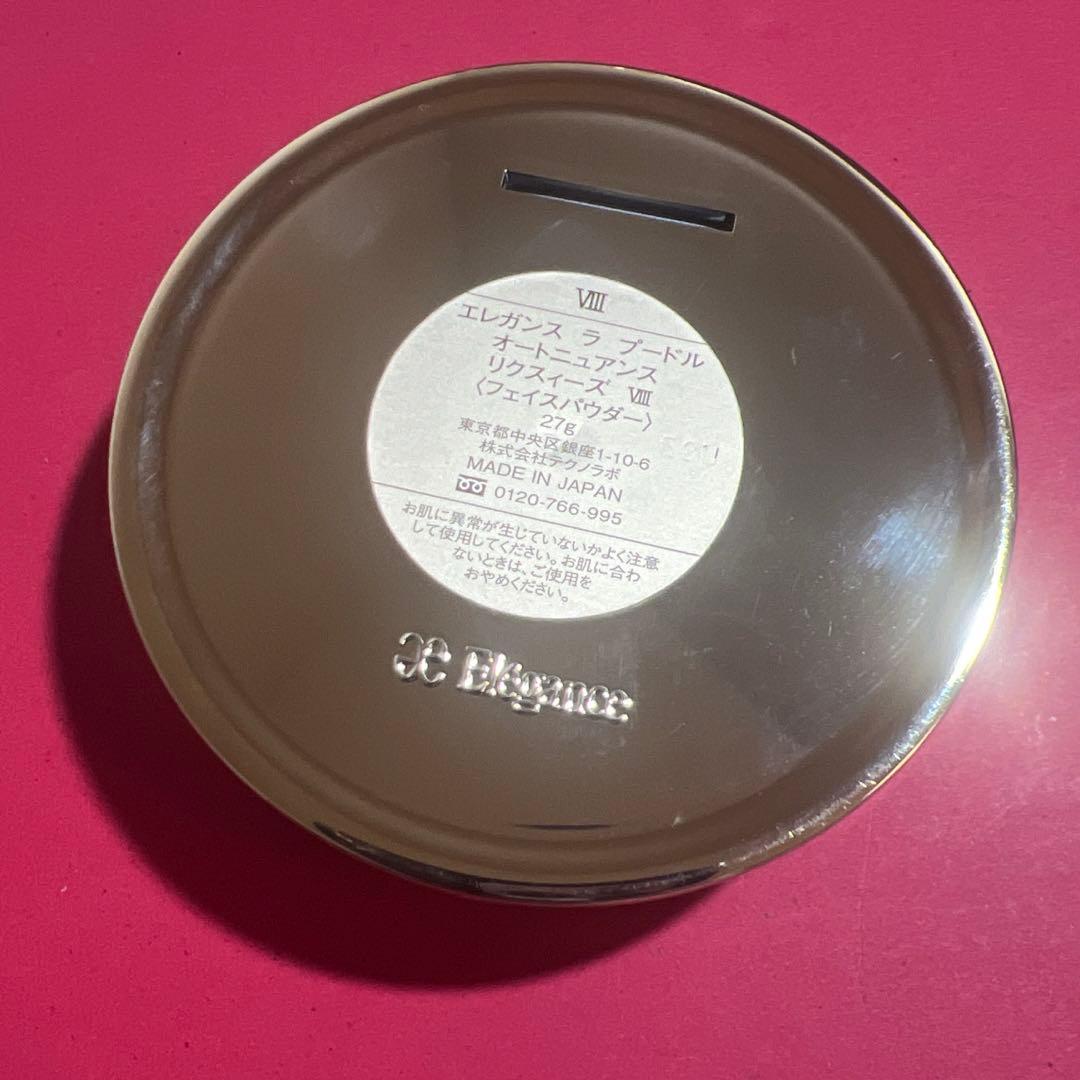 Ⅷ
エレガンス ラ プードル
オートニュアンス
リクスィーズ Ⅷ
〈フェイスパウダー〉
27g
東京都中央区銀座1-10-6
株式会社テクノラボ
MADE IN JAPAN
0120-766-995
お肌に異常が生じていないかよく注意
して使用してください。お肌に合わ
ないときは、ご使用を
おやめください。
Elégance